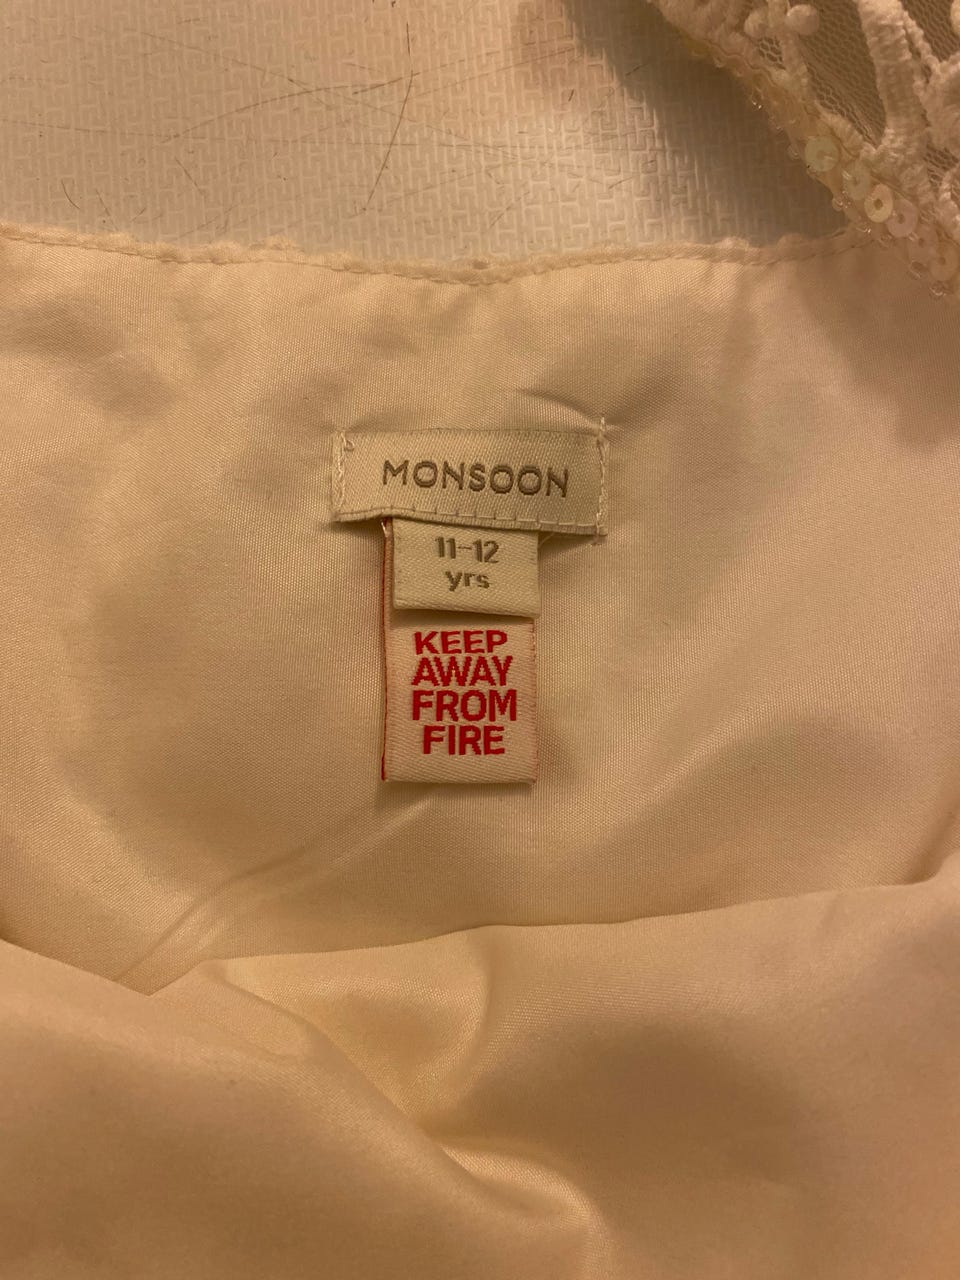 MONSOON
11-12
yrs
KEEP
AWAY
FROM
FIRE